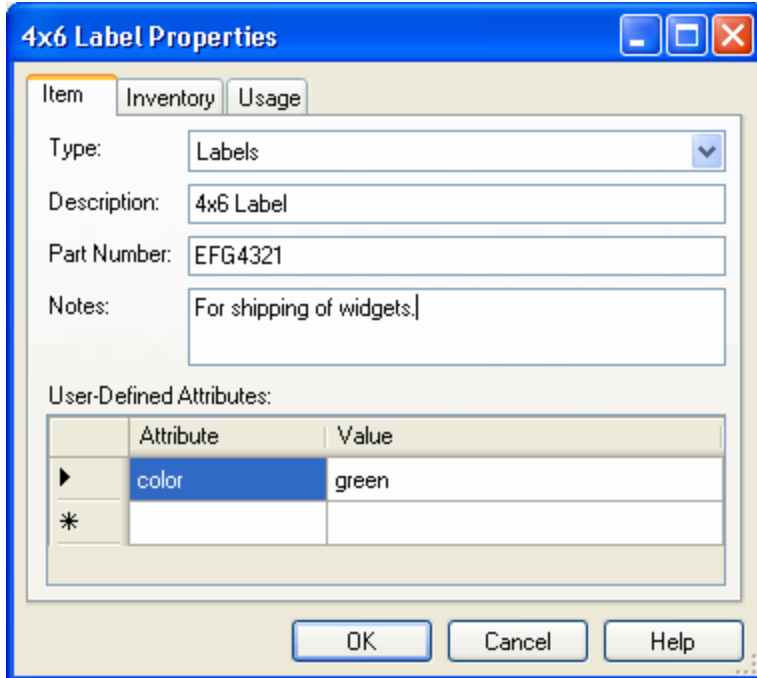 4x6 Label Properties
Item Inventory Usage
Type: Labels
Description: 4x6 Label
Part Number: EFG4321
Notes: For shipping of widgets.
User-Defined Attributes:
Attribute Value
color green
OK Cancel Help